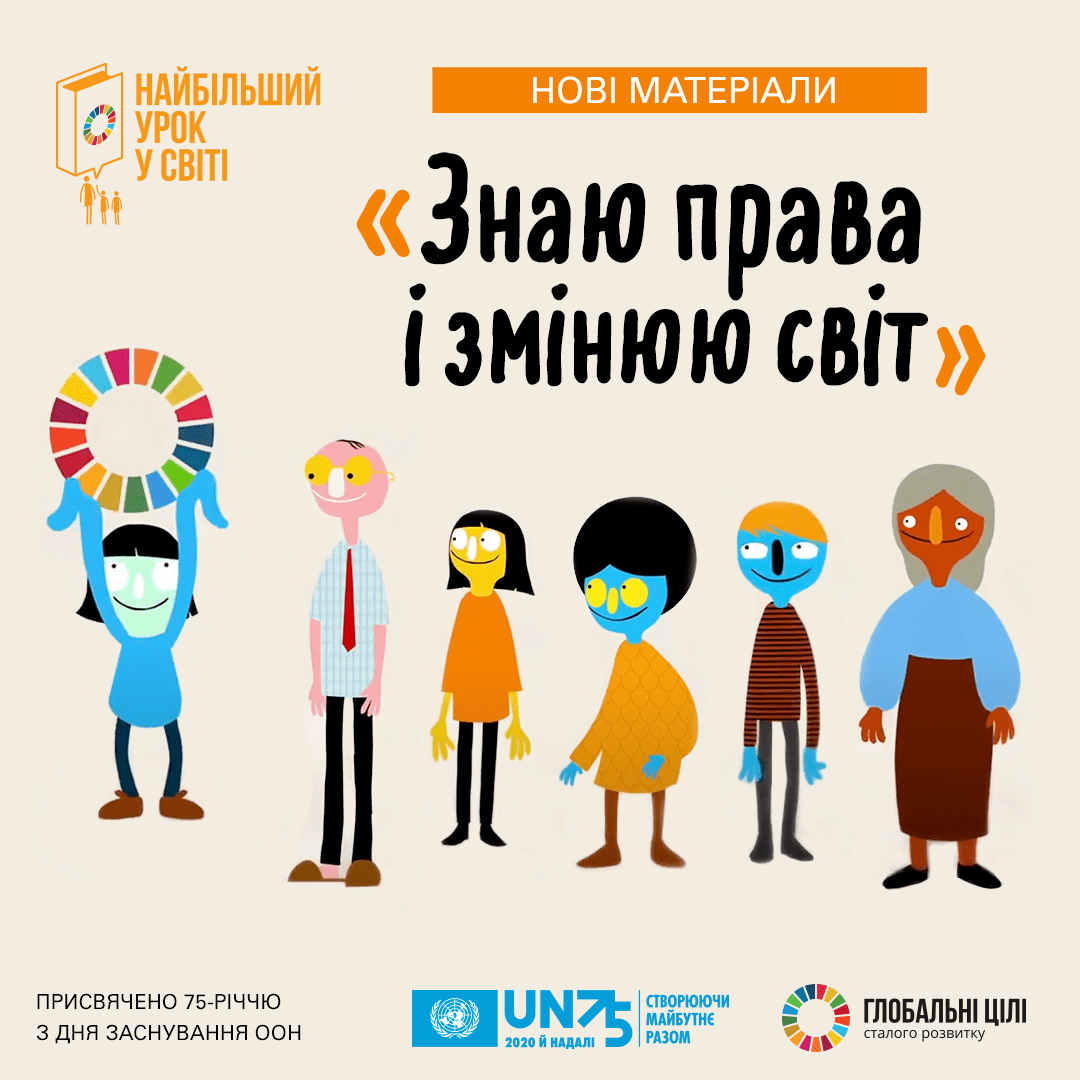 НАЙБІЛЬШИЙ
УРОК
У СВІТІ
НОВІ МАТЕРІАЛИ
«Знаю права
і змінюю світ»
ПРИСВЯЧЕНО 75-РІЧЧЮ
З ДНЯ ЗАСНУВАННЯ ООН
UN75
2020 Й НАДАЛІ
СТВОРЮЮЧИ
МАЙБУТНЄ
РАЗОМ
ГЛОБАЛЬНІ ЦІЛІ
сталого розвитку